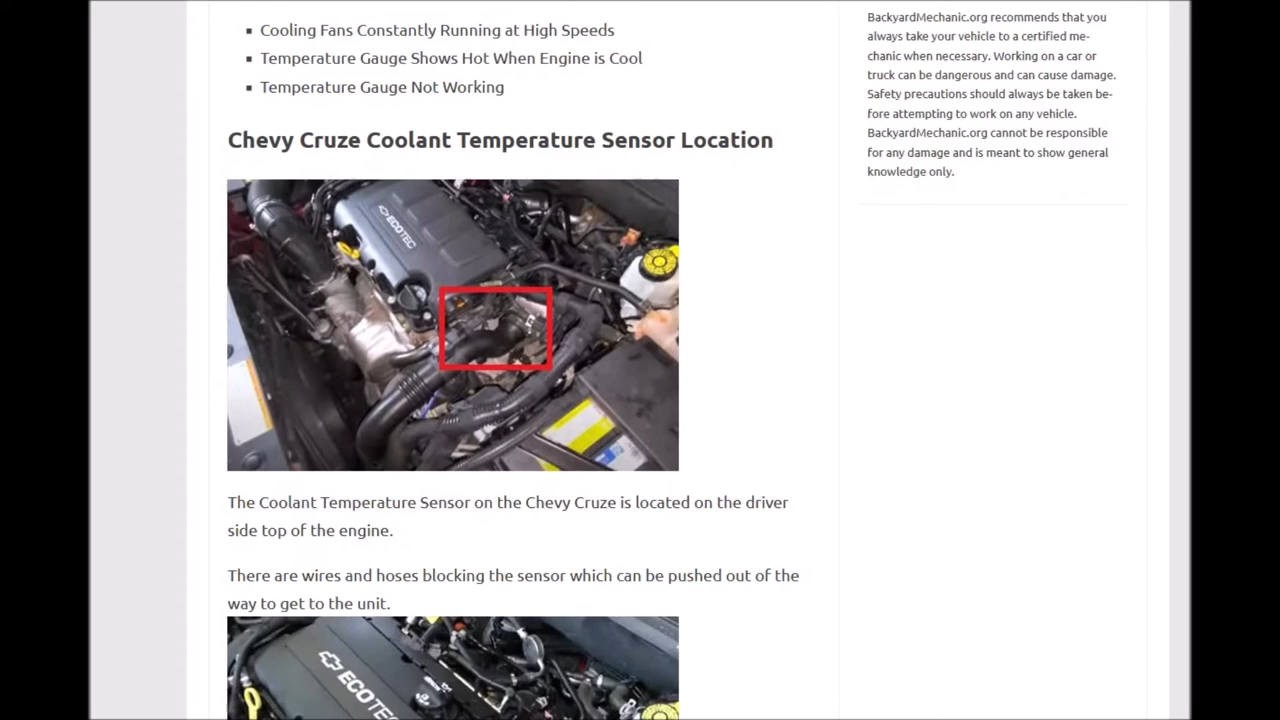 Cooling Fans Constantly Running at High Speeds
Temperature Gauge Shows Hot When Engine is Cool
Temperature Gauge Not Working
Chevy Cruze Coolant Temperature Sensor Location
ECOTEC
The Coolant Temperature Sensor on the Chevy Cruze is located on the driver
side top of the engine.
There are wires and hoses blocking the sensor which can be pushed out of the
way to get to the unit.
ECOTEC
BackyardMechanic.org recommends that you
always take your vehicle to a certified me-
chanic when necessary. Working on a car or
truck can be dangerous and can cause damage.
Safety precautions should always be taken be-
fore attempting to work on any vehicle.
BackyardMechanic.org cannot be responsible
for any damage and is meant to show general
knowledge only.